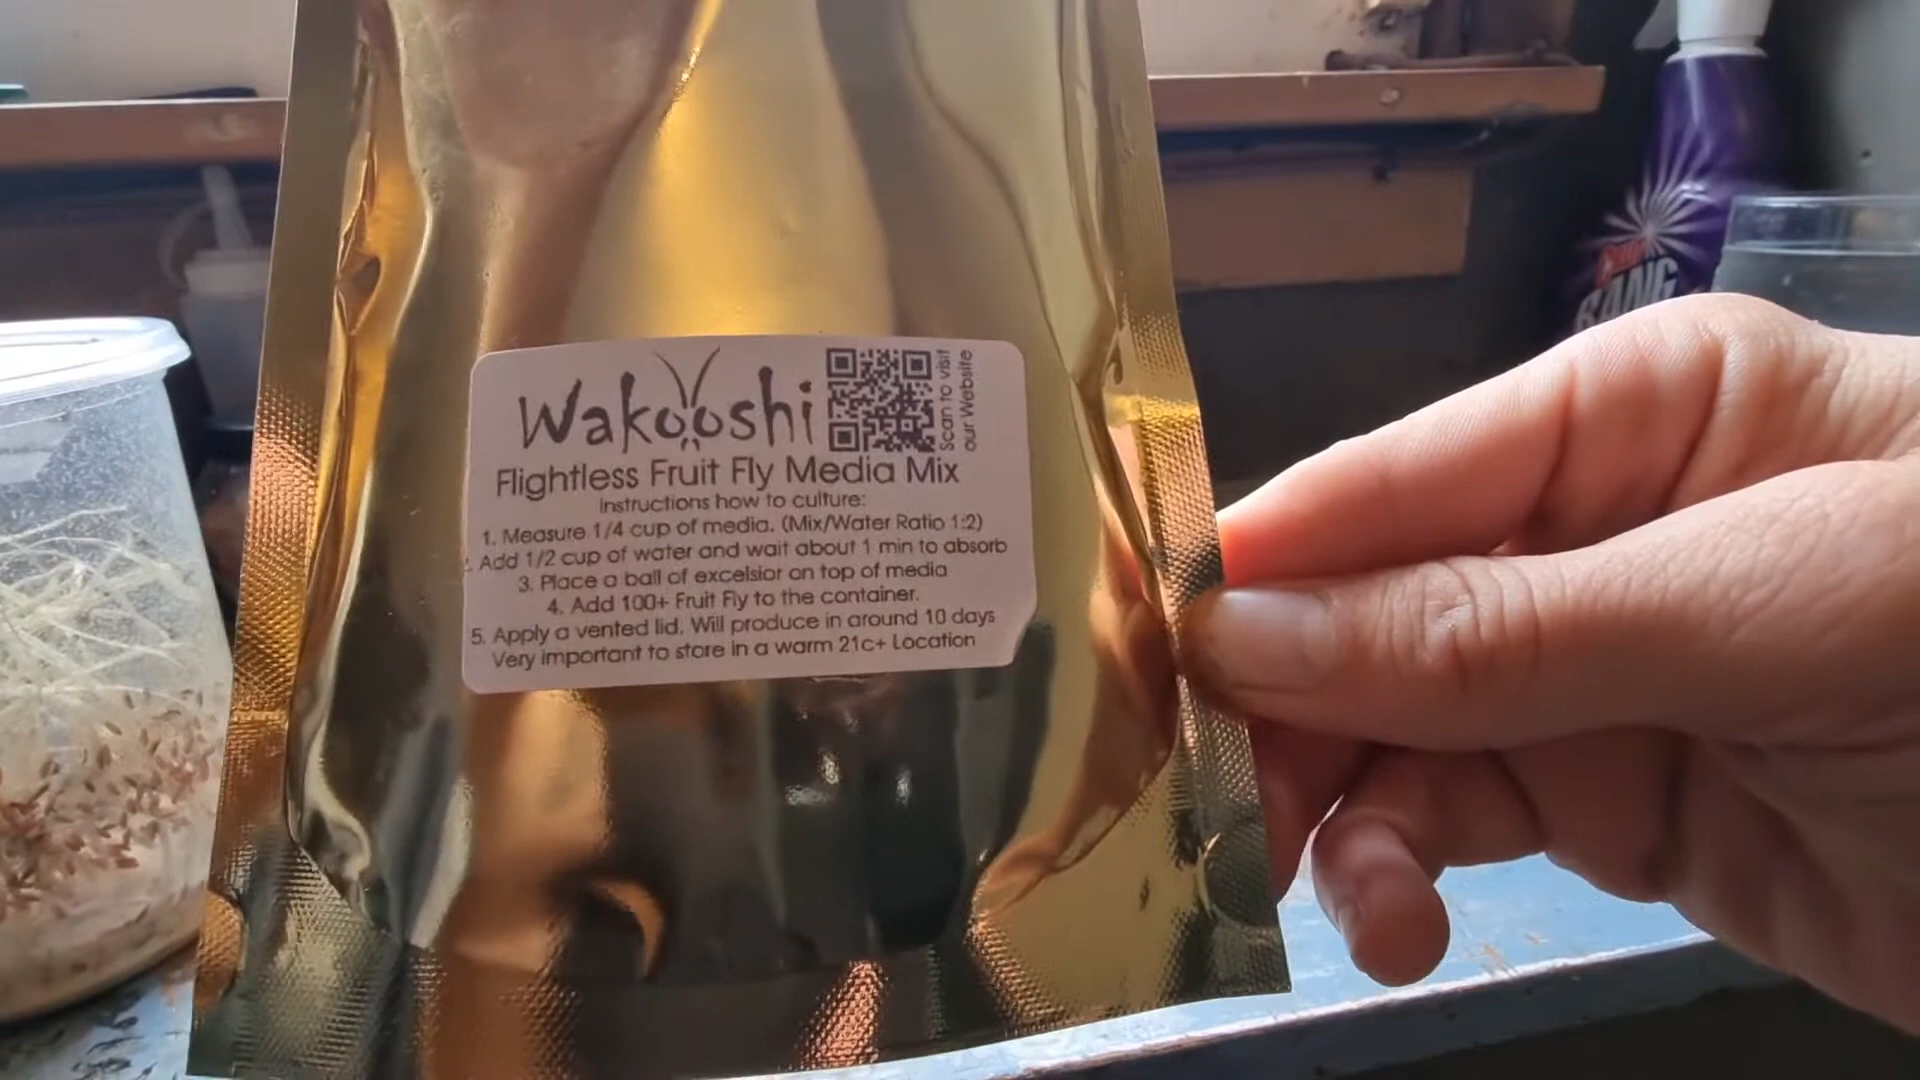 Wakooshi
Scan to visit
our Website
Flightless Fruit Fly Media Mix
Instructions how to culture:
1. Measure 1/4 cup of media. (Mix/Water Ratio 1:2)
. Add 1/2 cup of water and wait about 1 min to absorb
3. Place a ball of excelsior on top of media
4. Add 100+ Fruit Fly to the container.
5. Apply a vented lid. Will produce in around 10 days
Very important to store in a warm 21c+ Location
BANG